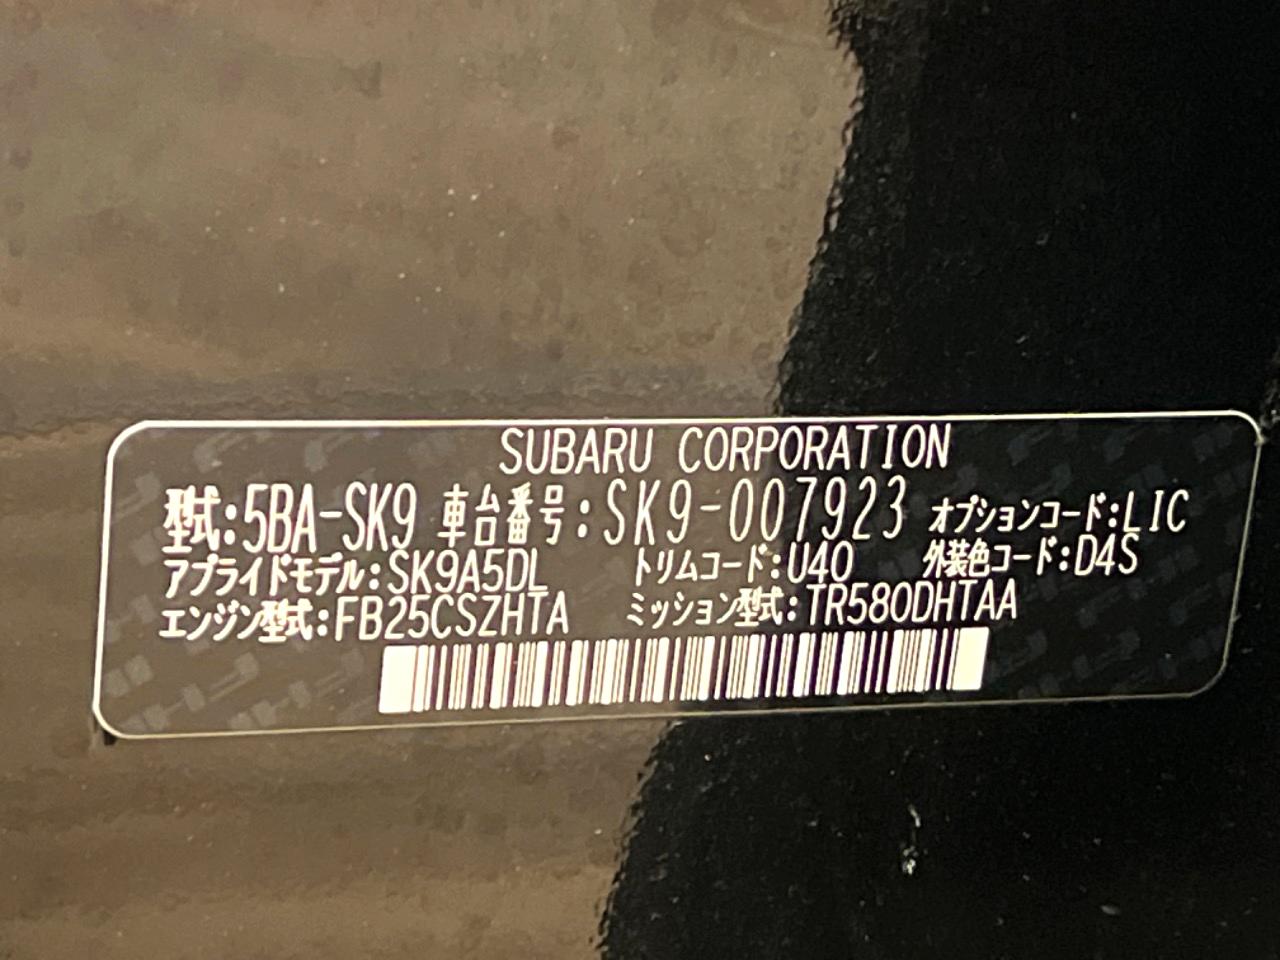 SUBARU CORPORATION
型式:5BA-SK9 車台番号:SK9-007923 オプションコード:LIC
アプライドモデル:SK9A5DL トリムコード:U40 外装色コード:D4S
エンジン型式:FB25CSZHTA ミッション型式:TR580DHTAA